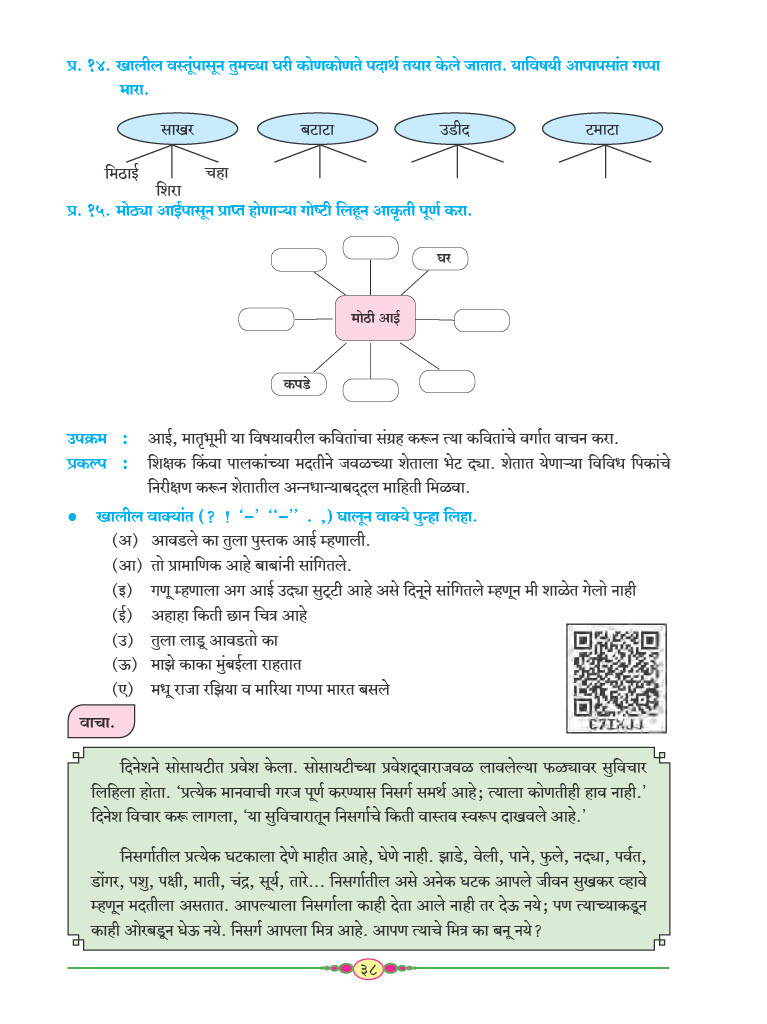 प्र. १४. खालील वस्तूंपासून तुमच्या घरी कोणकोणते पदार्थ तयार केले जातात. याविषयी आपापसांत गप्पा
मारा.
साखर
बटाटा
उडीद
टमाटा
मिठाई
शिरा
चहा
प्र. १५. मोठ्या आईपासून प्राप्त होणाऱ्या गोष्टी लिहून आकृती पूर्ण करा.
घर
मोठी आई
कपडे
उपक्रम : आई, मातृभूमी या विषयावरील कवितांचा संग्रह करून त्या कवितांचे वर्गात वाचन करा.
प्रकल्प : शिक्षक किंवा पालकांच्या मदतीने जवळच्या शेताला भेट द्या. शेतात येणाऱ्या विविध पिकांचे
निरीक्षण करून शेतातील अन्नधान्याबद्दल माहिती मिळवा.
● खालील वाक्यांत (? ! ‘–’ ‘‘–’’ . ,) घालून वाक्ये पुन्हा लिहा.
(अ) आवडले का तुला पुस्तक आई म्हणाली.
(आ) तो प्रामाणिक आहे बाबांनी सांगितले.
(इ) गणू म्हणाला अग आई उद्या सुट्टी आहे असे दिनूने सांगितले म्हणून मी शाळेत गेलो नाही
(ई) अहाहा किती छान चित्र आहे
(उ) तुला लाडू आवडतो का
(ऊ) माझे काका मुंबईला राहतात
(ए) मधू राजा रझिया व मारिया गप्पा मारत बसले
C7IXJJ
वाचा.
दिनेशने सोसायटीत प्रवेश केला. सोसायटीच्या प्रवेशद्वाराजवळ लावलेल्या फळ्यावर सुविचार
लिहिला होता. ‘प्रत्येक मानवाची गरज पूर्ण करण्यास निसर्ग समर्थ आहे; त्याला कोणतीही हाव नाही.’
दिनेश विचार करू लागला, ‘या सुविचारातून निसर्गाचे किती वास्तव स्वरूप दाखवले आहे.’
निसर्गातील प्रत्येक घटकाला देणे माहीत आहे, घेणे नाही. झाडे, वेली, पाने, फुले, नद्या, पर्वत,
डोंगर, पशु, पक्षी, माती, चंद्र, सूर्य, तारे... निसर्गातील असे अनेक घटक आपले जीवन सुखकर व्हावे
म्हणून मदतीला असतात. आपल्याला निसर्गाला काही देता आले नाही तर देऊ नये; पण त्याच्याकडून
काही ओरबडून घेऊ नये. निसर्ग आपला मित्र आहे. आपण त्याचे मित्र का बनू नये?
३८